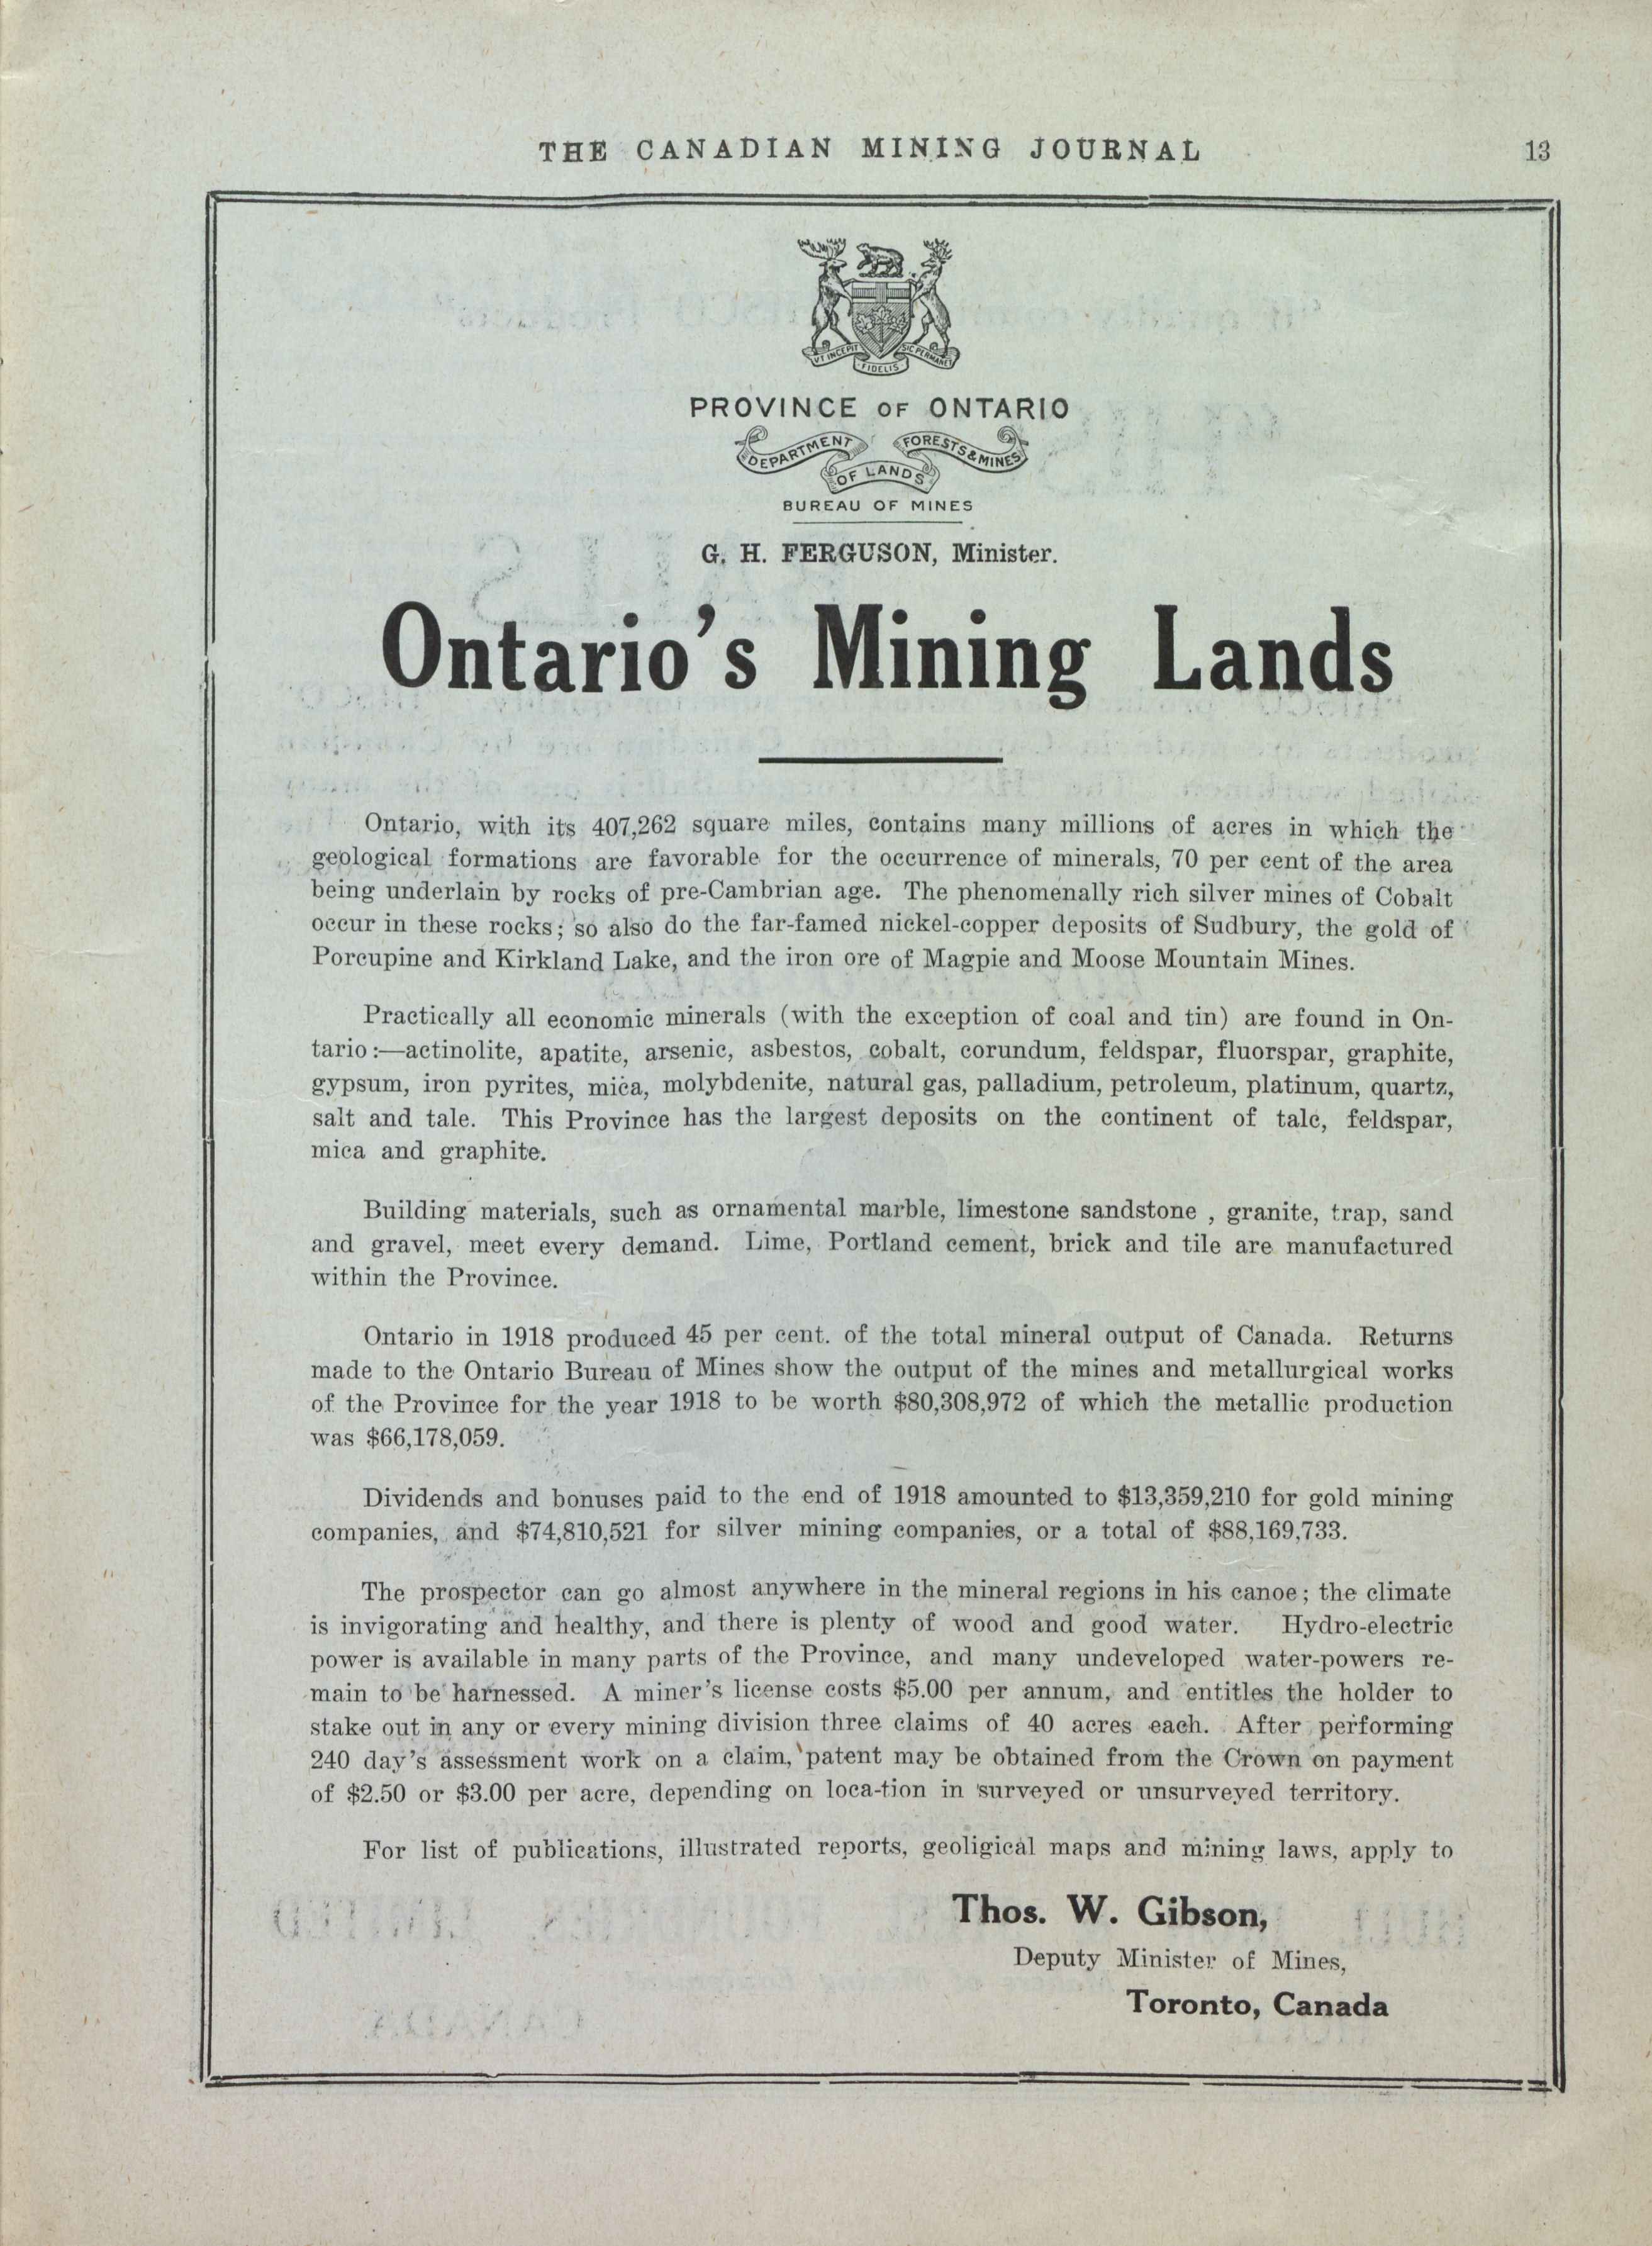 THE CANADIAN MINING JOURNAL 13
VT INCEPIT SIC PERMANET
FIDELIS
PROVINCE OF ONTARIO
DEPARTMENT OF LANDS FORESTS & MINES
BUREAU OF MINES
G. H. FERGUSON, Minister.
Ontario's Mining Lands
Ontario, with its 407,262 square miles, contains many millions of acres in which the
geological formations are favorable for the occurrence of minerals, 70 per cent of the area
being underlain by rocks of pre-Cambrian age. The phenomenally rich silver mines of Cobalt
occur in these rocks; so also do the far-famed nickel-copper deposits of Sudbury, the gold of
Porcupine and Kirkland Lake, and the iron ore of Magpie and Moose Mountain Mines.
Practically all economic minerals (with the exception of coal and tin) are found in On-
tario:—actinolite, apatite, arsenic, asbestos, cobalt, corundum, feldspar, fluorspar, graphite,
gypsum, iron pyrites, mica, molybdenite, natural gas, palladium, petroleum, platinum, quartz,
salt and tale. This Province has the largest deposits on the continent of talc, feldspar,
mica and graphite.
Building materials, such as ornamental marble, limestone sandstone , granite, trap, sand
and gravel, meet every demand. Lime, Portland cement, brick and tile are manufactured
within the Province.
Ontario in 1918 produced 45 per cent. of the total mineral output of Canada. Returns
made to the Ontario Bureau of Mines show the output of the mines and metallurgical works
of the Province for the year 1918 to be worth $80,308,972 of which the metallic production
was $66,178,059.
Dividends and bonuses paid to the end of 1918 amounted to $13,359,210 for gold mining
companies, and $74,810,521 for silver mining companies, or a total of $88,169,733.
The prospector can go almost anywhere in the mineral regions in his canoe; the climate
is invigorating and healthy, and there is plenty of wood and good water. Hydro-electric
power is available in many parts of the Province, and many undeveloped water-powers re-
main to be harnessed. A miner's license costs $5.00 per annum, and entitles the holder to
stake out in any or every mining division three claims of 40 acres each. After performing
240 day's assessment work on a claim, patent may be obtained from the Crown on payment
of $2.50 or $3.00 per acre, depending on loca-tion in surveyed or unsurveyed territory.
For list of publications, illustrated reports, geoligical maps and mining laws, apply to
Thos. W. Gibson,
Deputy Minister of Mines,
Toronto, Canada